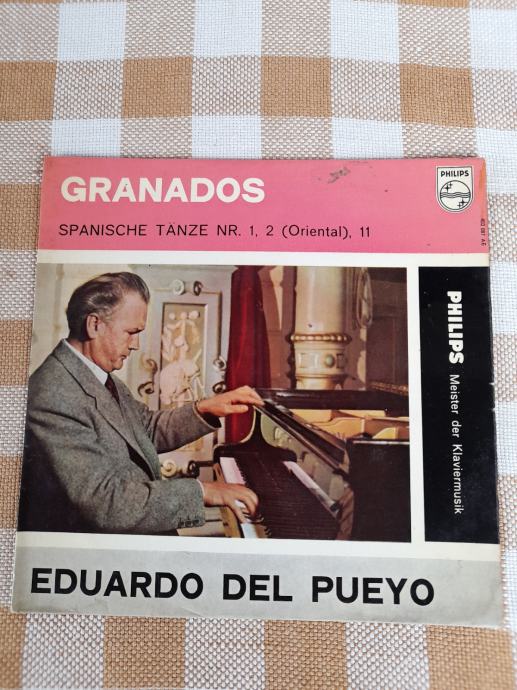 GRANADOS
PHILIPS
SPANISCHE TÄNZE NR. 1, 2 (Oriental), 11
PHILIPS Meister der Klaviermusik
EDUARDO DEL PUEYO